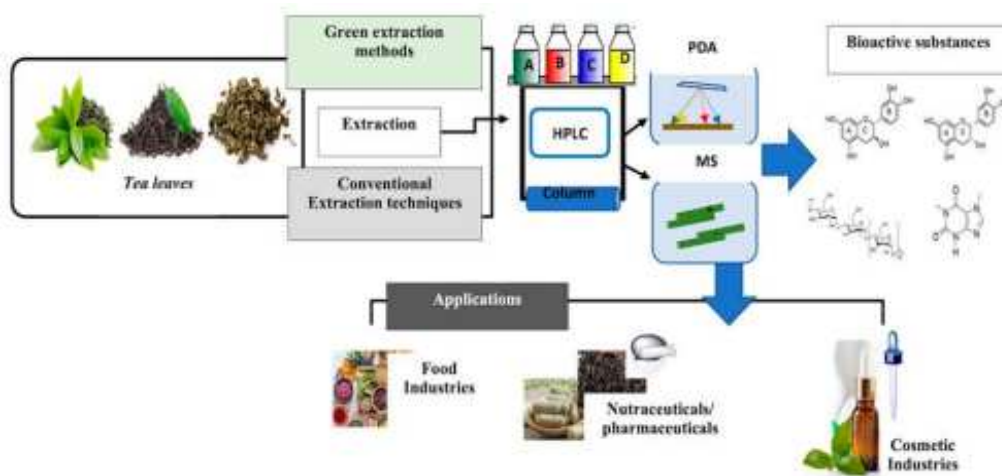 Green extraction
methods
Tea leaves
Extraction
Conventional
Extraction techniques
A
B
C
D
HPLC
Column
PDA
MS
Bioactive substances
Applications
Food
Industries
Nutraceuticals/
pharmaceuticals
Cosmetic
Industries